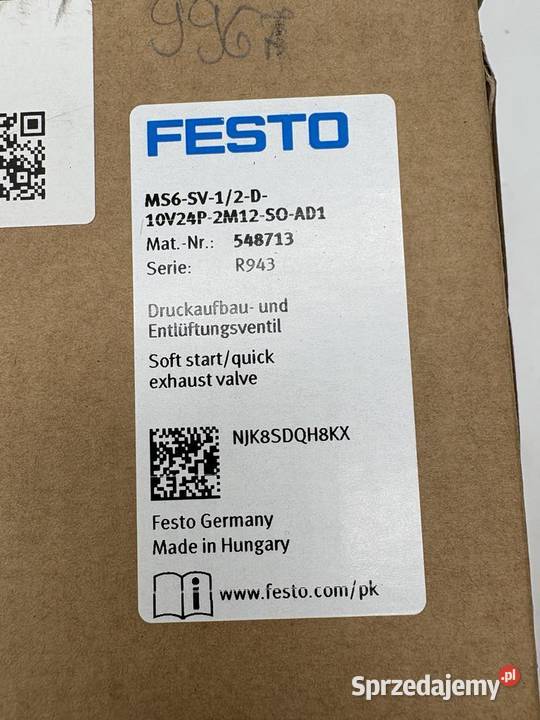 9967
FESTO
MS6-SV-1/2-D-
10V24P-2M12-SO-AD1
Mat.-Nr.: 548713
Serie: R943
Druckaufbau- und
Entlüftungsventil
Soft start/quick
exhaust valve
NJK8SDQH8KX
Festo Germany
Made in Hungary
www.festo.com/pk
Sprzedajemy.pl